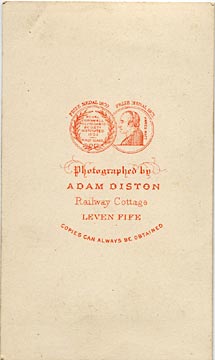 PRIZE MEDAL 1870 PRIZE MEDAL 1871
Photographed by
ADAM DISTON
Railway Cottage
LEVEN FIFE
COPIES CAN ALWAYS BE OBTAINED